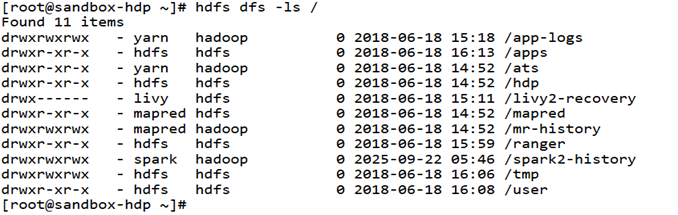 [root@sandbox-hdp ~]# hdfs dfs -ls /
Found 11 items
drwxrwxrwx   - yarn   hadoop          0 2018-06-18 15:18 /app-logs
drwxr-xr-x   - hdfs   hdfs            0 2018-06-18 16:13 /apps
drwxr-xr-x   - yarn   hadoop          0 2018-06-18 14:52 /ats
drwxr-xr-x   - hdfs   hdfs            0 2018-06-18 14:52 /hdp
drwx------   - livy   hdfs            0 2018-06-18 15:11 /livy2-recovery
drwxr-xr-x   - mapred hdfs            0 2018-06-18 14:52 /mapred
drwxrwxrwx   - mapred hadoop          0 2018-06-18 14:52 /mr-history
drwxr-xr-x   - hdfs   hdfs            0 2018-06-18 15:59 /ranger
drwxrwxrwx   - spark  hadoop          0 2025-09-22 05:46 /spark2-history
drwxrwxrwx   - hdfs   hdfs            0 2018-06-18 16:06 /tmp
drwxr-xr-x   - hdfs   hdfs            0 2018-06-18 16:08 /user
[root@sandbox-hdp ~]#